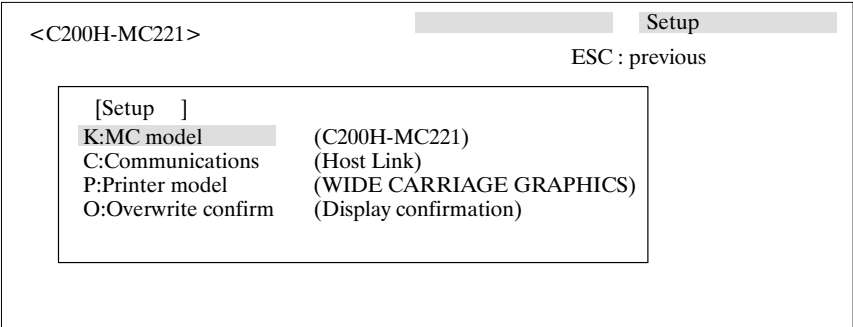 <C200H-MC221>
Setup
ESC : previous
[Setup ]
K:MC model (C200H-MC221)
C:Communications (Host Link)
P:Printer model (WIDE CARRIAGE GRAPHICS)
O:Overwrite confirm (Display confirmation)